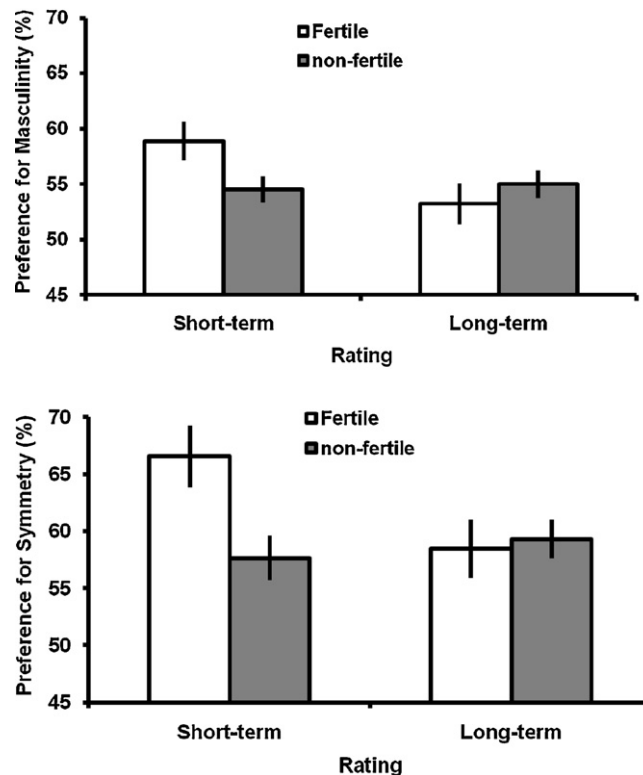 Preference for Masculinity (%)
70
65
60
55
50
45
Fertile
non-fertile
Short-term
Long-term
Rating
Preference for Symmetry (%)
70
65
60
55
50
45
Fertile
non-fertile
Short-term
Long-term
Rating